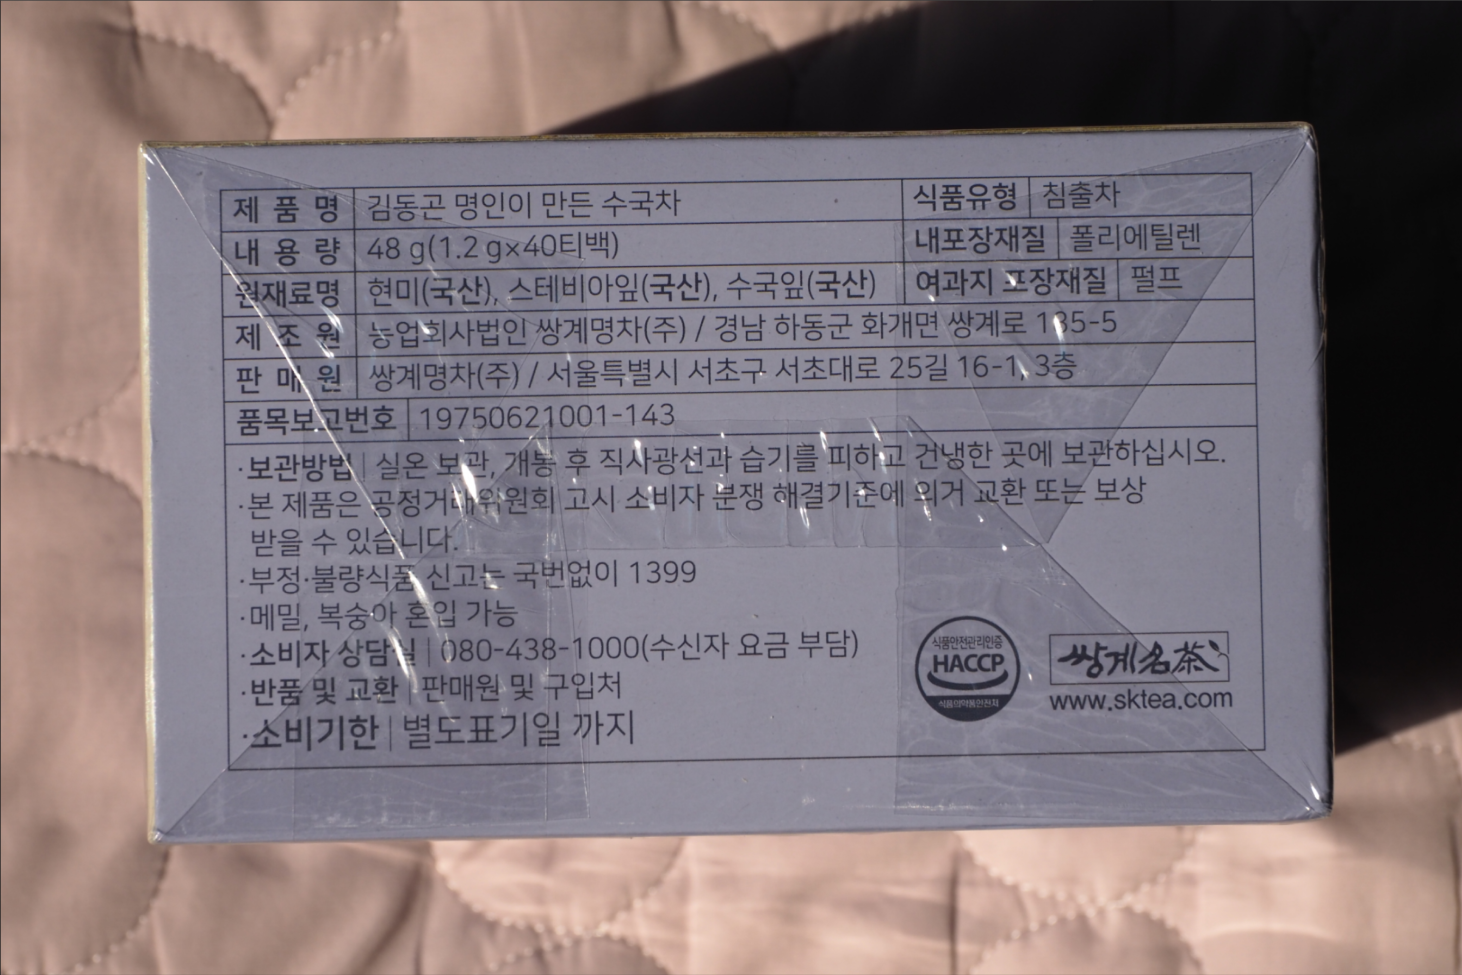 제 품 명 김동곤 명인이 만든 수국차 식품유형 침출차
내 용 량 48 g(1.2 g×40티백) 내포장재질 폴리에틸렌
원재료명 현미(국산), 스테비아잎(국산), 수국잎(국산) 여과지 포장재질 펄프
제 조 원 농업회사법인 쌍계명차(주) / 경남 하동군 화개면 쌍계로 135-5
판 매 원 쌍계명차(주) / 서울특별시 서초구 서초대로 25길 16-1, 3층
품목보고번호 19750621001-143
·보관방법 | 실온 보관, 개봉 후 직사광선과 습기를 피하고 건냉한 곳에 보관하십시오.
·본 제품은 공정거래위원회 고시 소비자 분쟁 해결기준에 의거 교환 또는 보상
받을 수 있습니다.
·부정·불량식품 신고는 국번없이 1399
·메밀, 복숭아 혼입 가능
·소비자 상담실 | 080-438-1000(수신자 요금 부담)
·반품 및 교환 | 판매원 및 구입처
·소비기한 | 별도표기일 까지
식품안전관리인증
HACCP
식품의약품안전처
쌍계名茶
www.sktea.com